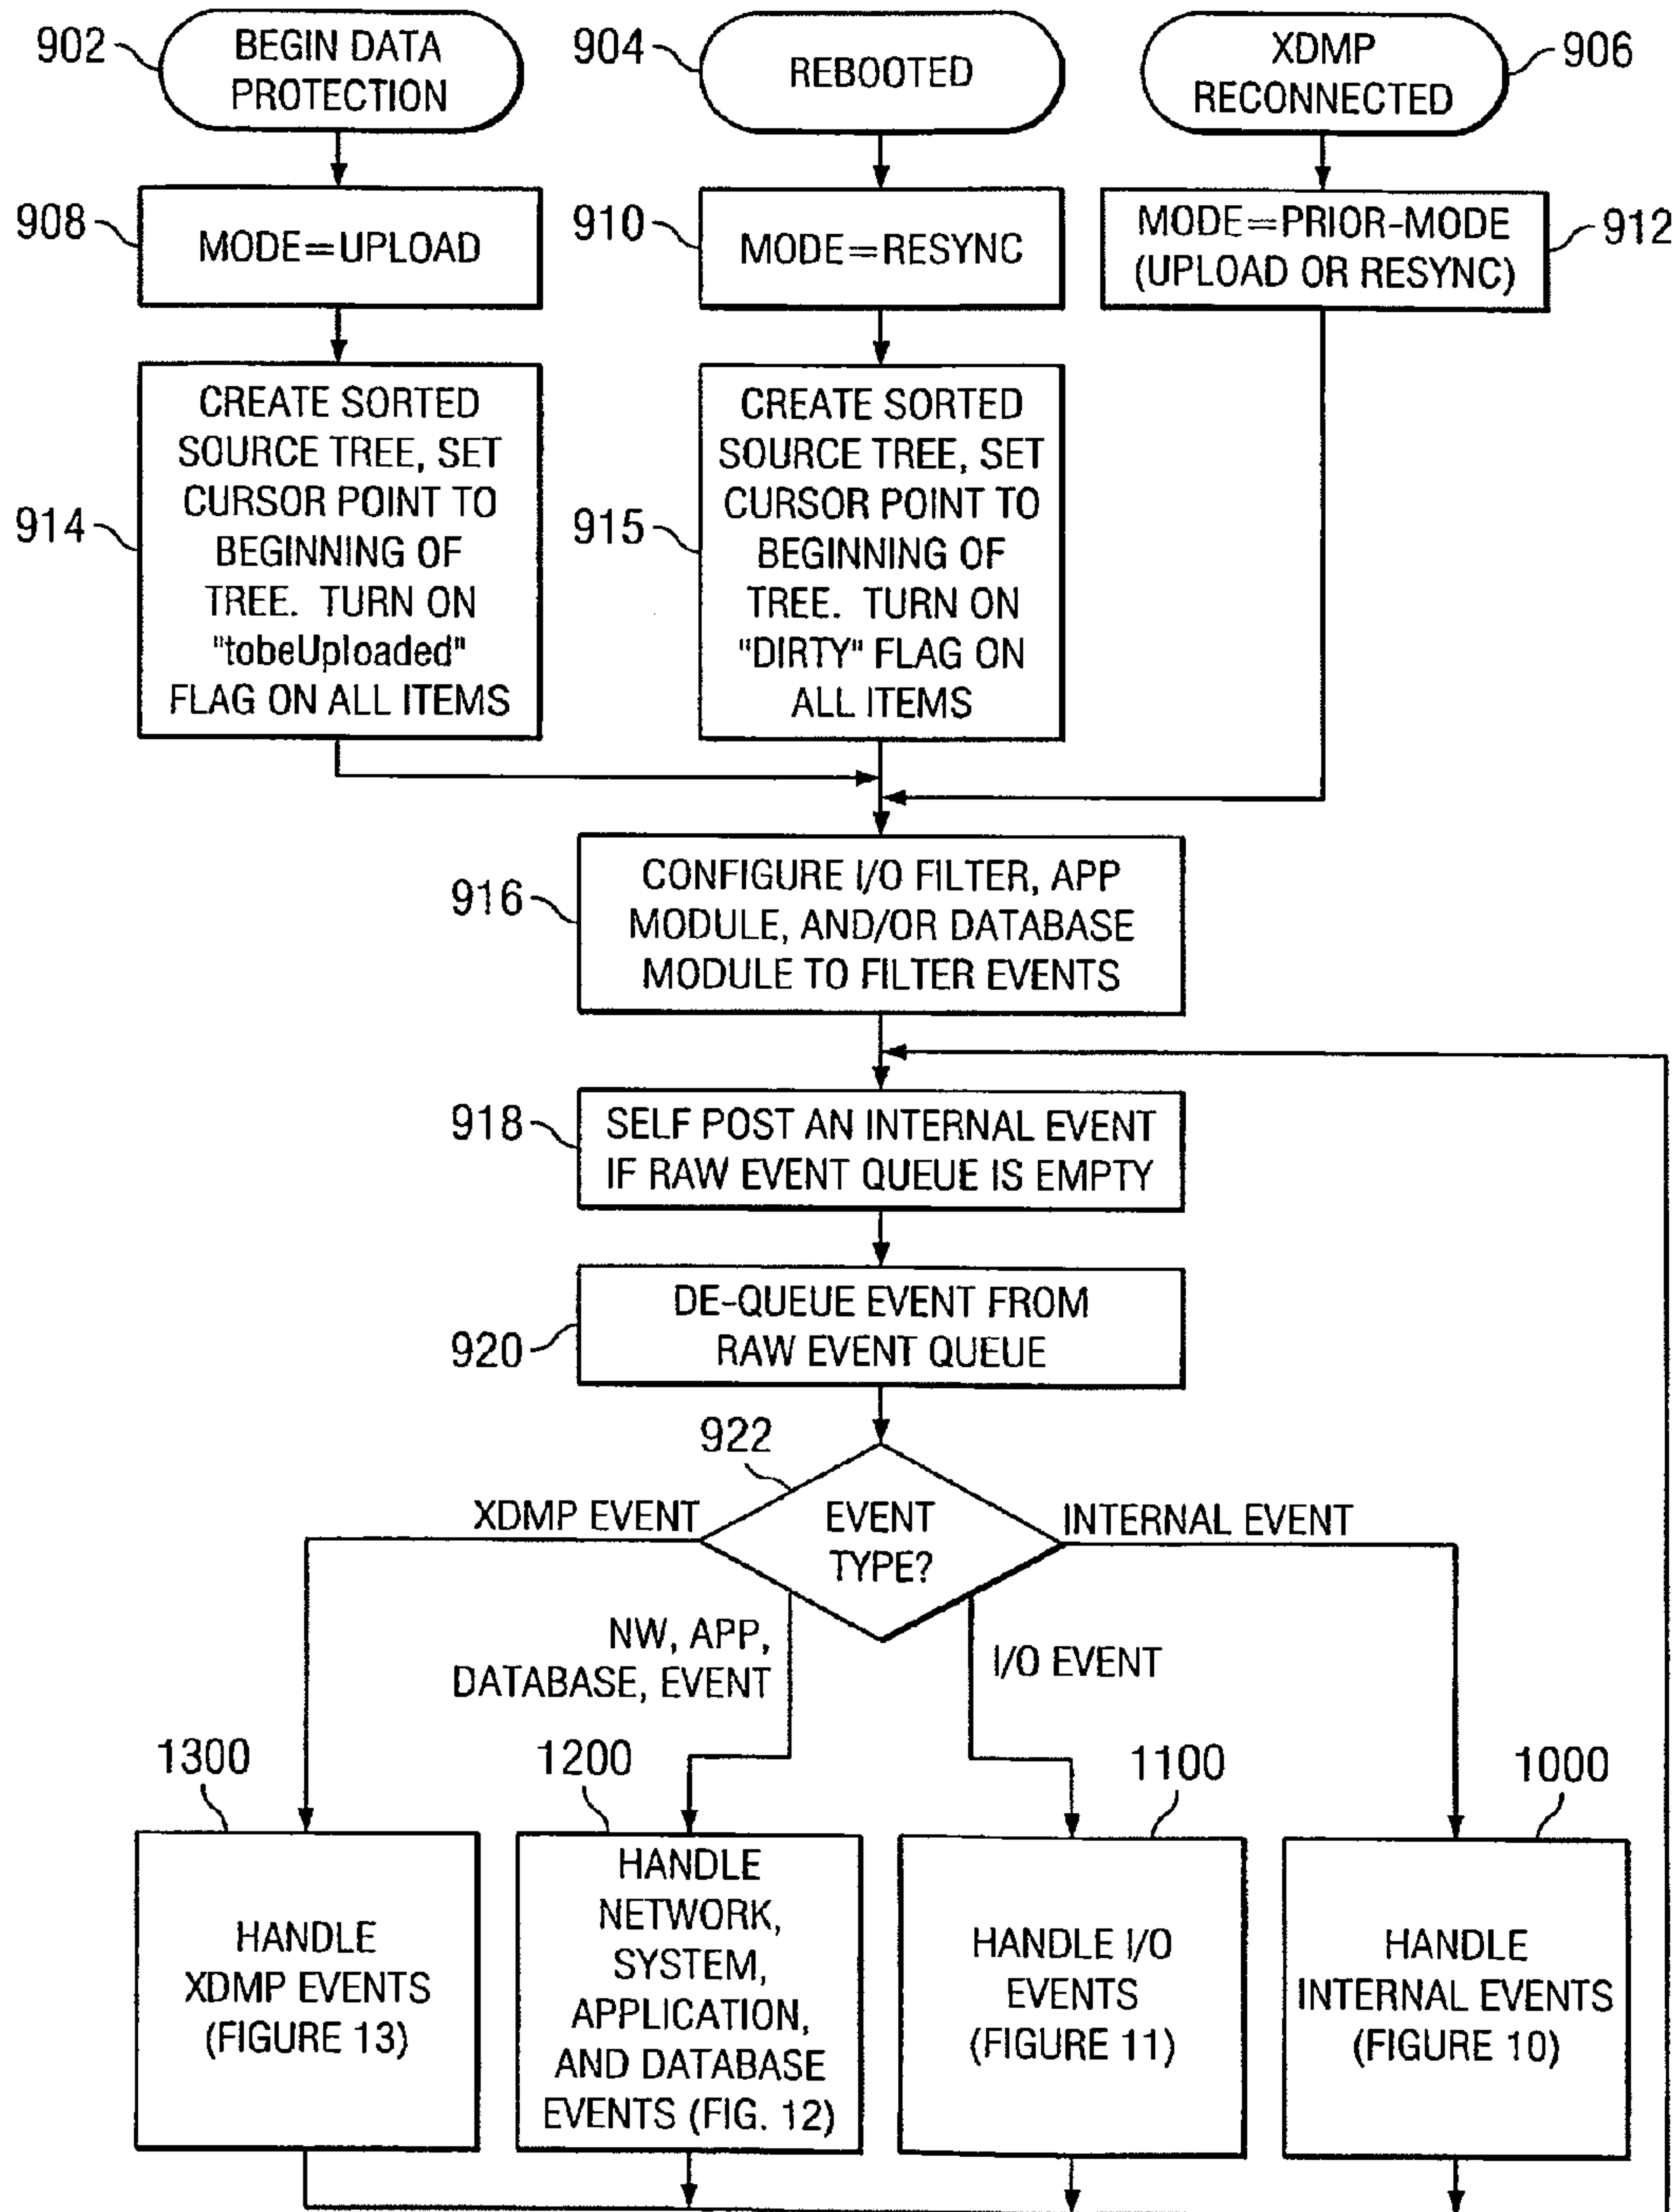 902
BEGIN DATA
PROTECTION
904
REBOOTED
XDMP
RECONNECTED
906
908
MODE=UPLOAD
910
MODE=RESYNC
MODE=PRIOR-MODE
(UPLOAD OR RESYNC)
912
914
CREATE SORTED
SOURCE TREE, SET
CURSOR POINT TO
BEGINNING OF
TREE. TURN ON
"tobeUploaded"
FLAG ON ALL ITEMS
915
CREATE SORTED
SOURCE TREE, SET
CURSOR POINT TO
BEGINNING OF
TREE. TURN ON
"DIRTY" FLAG ON
ALL ITEMS
916
CONFIGURE I/O FILTER, APP
MODULE, AND/OR DATABASE
MODULE TO FILTER EVENTS
918
SELF POST AN INTERNAL EVENT
IF RAW EVENT QUEUE IS EMPTY
920
DE-QUEUE EVENT FROM
RAW EVENT QUEUE
922
EVENT
TYPE?
XDMP EVENT
INTERNAL EVENT
NW, APP,
DATABASE, EVENT
I/O EVENT
1300
HANDLE
XDMP EVENTS
(FIGURE 13)
1200
HANDLE
NETWORK,
SYSTEM,
APPLICATION,
AND DATABASE
EVENTS (FIG. 12)
1100
HANDLE I/O
EVENTS
(FIGURE 11)
1000
HANDLE
INTERNAL EVENTS
(FIGURE 10)